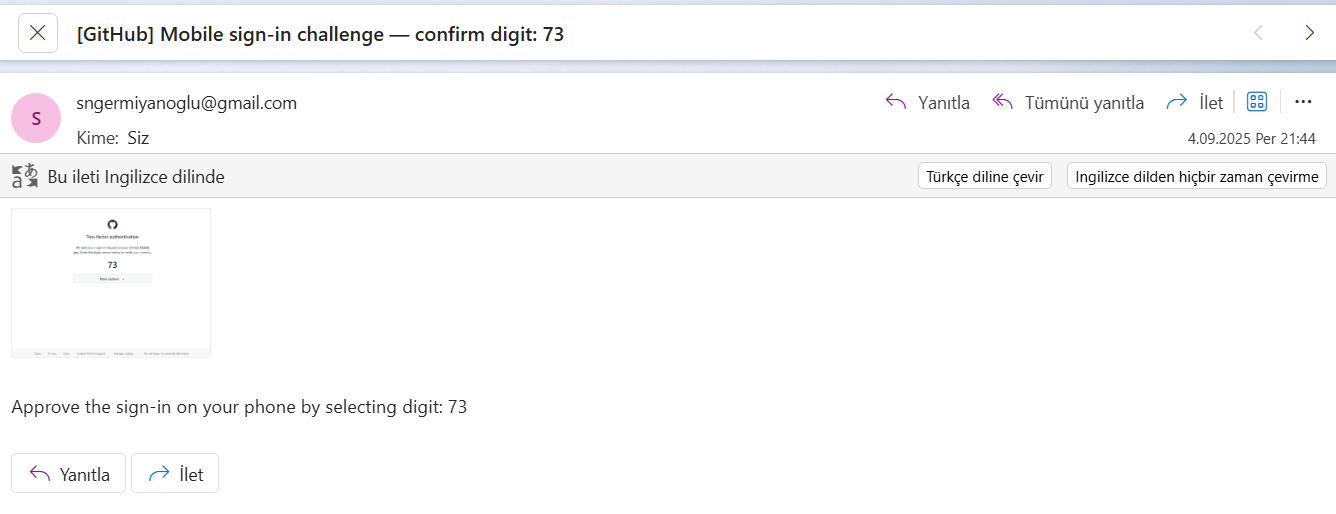 [GitHub] Mobile sign-in challenge — confirm digit: 73
S
sngermiyanoglu@gmail.com
Yanıtla
Tümünü yanıtla
İlet
Kime: Siz
4.09.2025 Per 21:44
Bu ileti Ingilizce dilinde
Türkçe diline çevir
Ingilizce dilden hiçbir zaman çevirme
Two-factor authentication
73
More options
Approve the sign-in on your phone by selecting digit: 73
Yanıtla
İlet